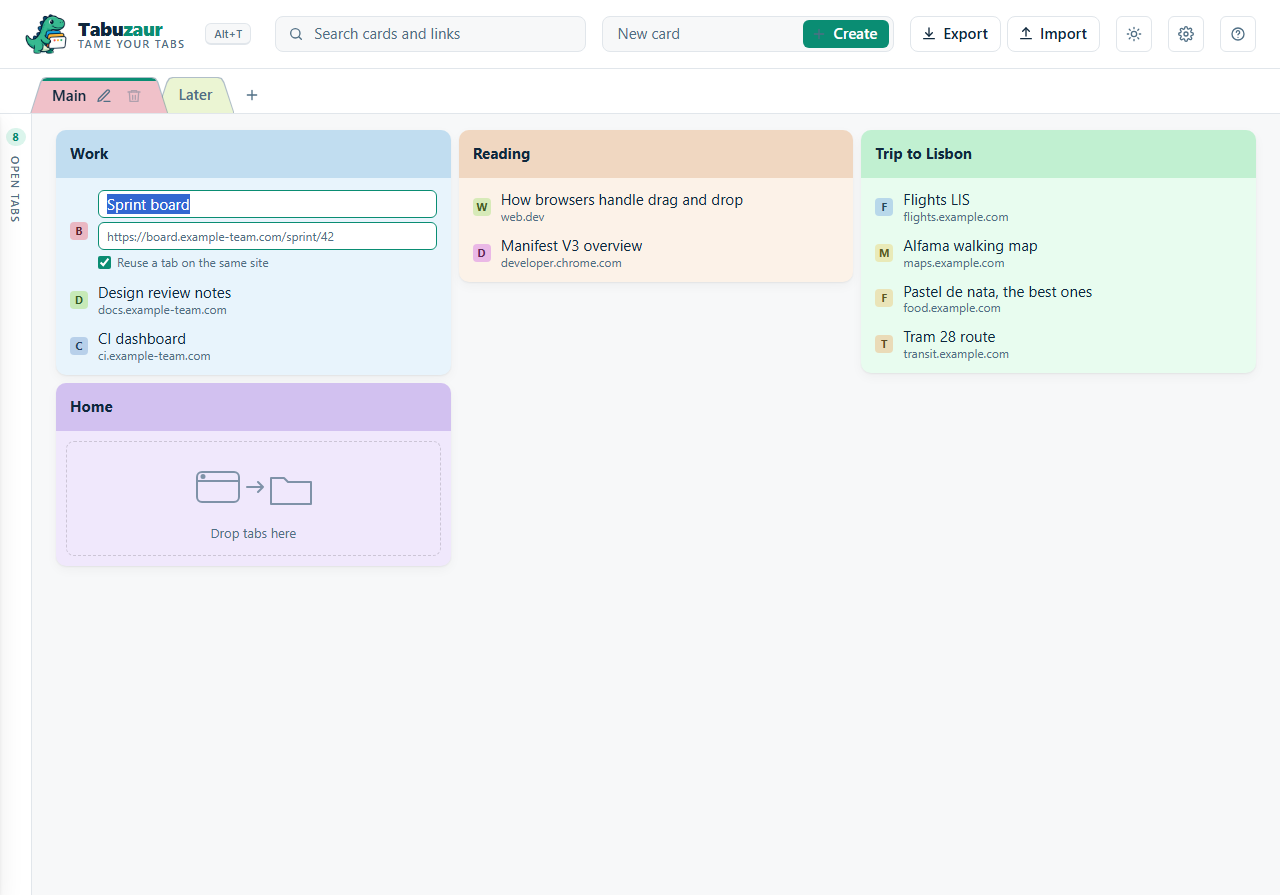 Tabuzaur
TAME YOUR TABS
Alt+T
Search cards and links
New card
Create
Export
Import
Main
Later
8
OPEN TABS
Work
Sprint board
B
https://board.example-team.com/sprint/42
Reuse a tab on the same site
D
Design review notes
docs.example-team.com
C
CI dashboard
ci.example-team.com
Home
Drop tabs here
Reading
W
How browsers handle drag and drop
web.dev
D
Manifest V3 overview
developer.chrome.com
Trip to Lisbon
F
Flights LIS
flights.example.com
M
Alfama walking map
maps.example.com
F
Pastel de nata, the best ones
food.example.com
T
Tram 28 route
transit.example.com